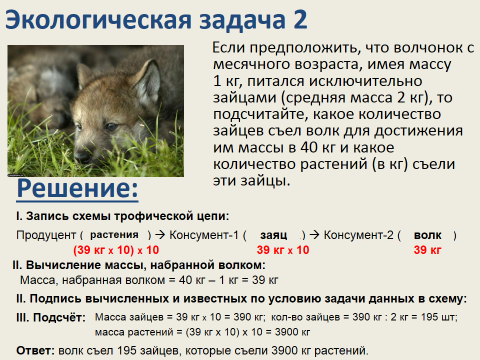 Экологическая задача 2
Если предположить, что волчонок с
месячного возраста, имея массу
1 кг, питался исключительно
зайцами (средняя масса 2 кг), то
подсчитайте, какое количество
зайцев съел волк для достижения
им массы в 40 кг и какое
количество растений (в кг) съели
эти зайцы.
Решение:
I. Запись схемы трофической цепи:
Продуцент ( растения ) → Консумент-1 ( заяц ) → Консумент-2 ( волк )
(39 кг х 10) х 10 39 кг х 10 39 кг
II. Вычисление массы, набранной волком:
Масса, набранная волком = 40 кг – 1 кг = 39 кг
II. Подпись вычисленных и известных по условию задачи данных в схему:
III. Подсчёт: Масса зайцев = 39 кг х 10 = 390 кг; кол-во зайцев = 390 кг : 2 кг = 195 шт;
масса растений = (39 кг х 10) х 10 = 3900 кг
Ответ: волк съел 195 зайцев, которые съели 3900 кг растений.